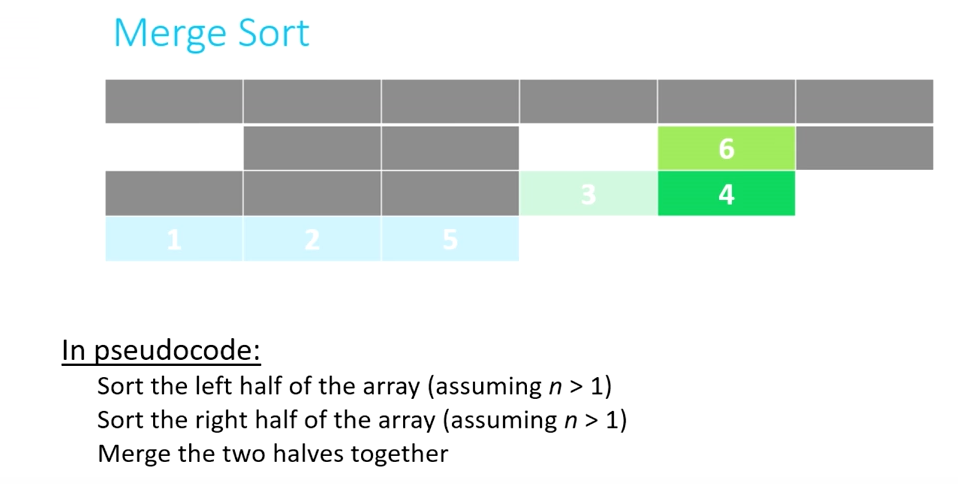 Merge Sort
6
3 4
1 2 5
In pseudocode:
Sort the left half of the array (assuming n > 1)
Sort the right half of the array (assuming n > 1)
Merge the two halves together